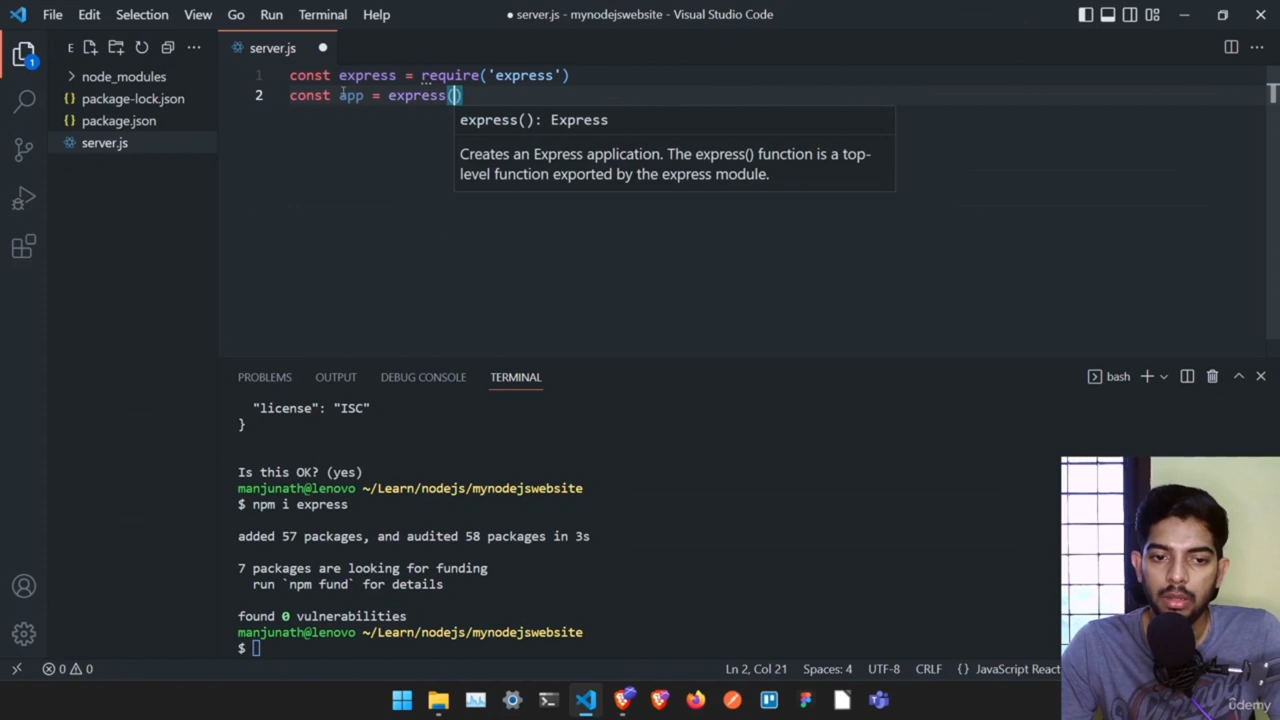 File Edit Selection View Go Run Terminal Help
● server.js - mynodejswebsite - Visual Studio Code
E
server.js
1
node_modules
package-lock.json
package.json
server.js
1 const express = require('express')
2 const app = express()
express(): Express
Creates an Express application. The express() function is a top-
level function exported by the express module.
PROBLEMS OUTPUT DEBUG CONSOLE TERMINAL
bash
"license": "ISC"
}
Is this OK? (yes)
manjunath@lenovo ~/Learn/nodejs/mynodejswebsite
$ npm i express
added 57 packages, and audited 58 packages in 3s
7 packages are looking for funding
run `npm fund` for details
found 0 vulnerabilities
manjunath@lenovo ~/Learn/nodejs/mynodejswebsite
$
0 0
Ln 2, Col 21 Spaces: 4 UTF-8 CRLF {} JavaScript React
ûdemy